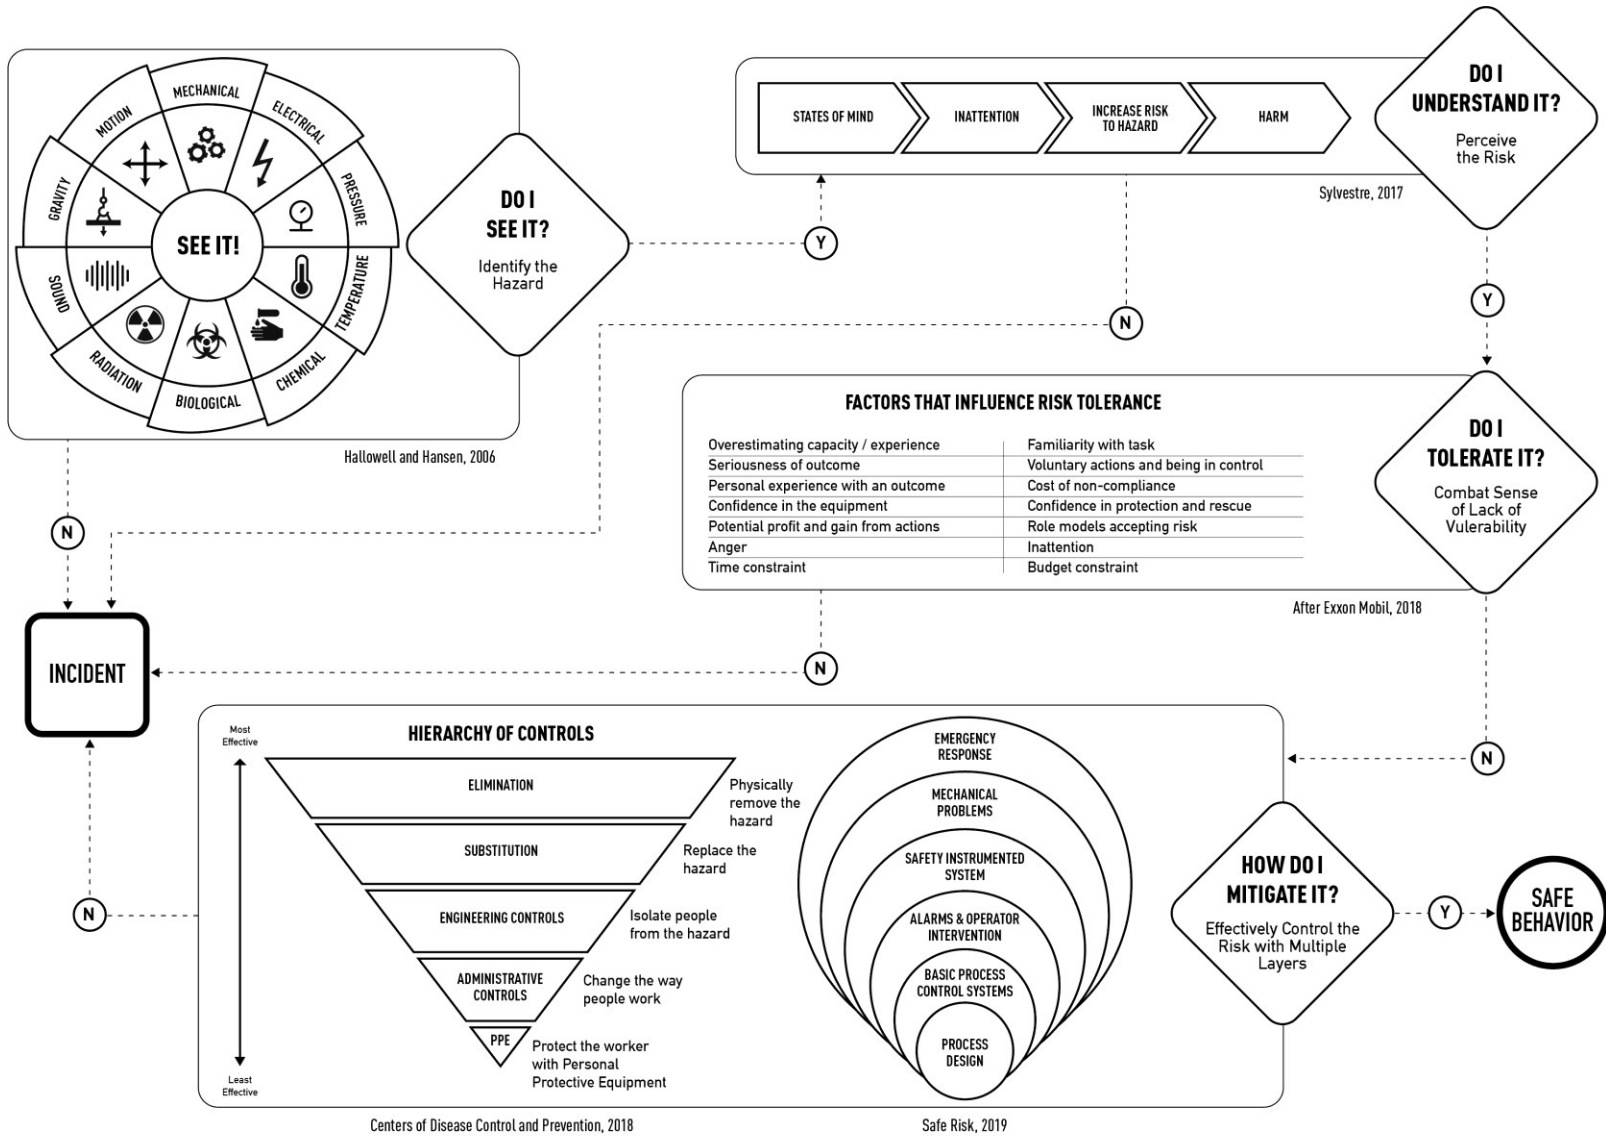 MECHANICAL
ELECTRICAL
PRESSURE
TEMPERATURE
CHEMICAL
BIOLOGICAL
RADIATION
SOUND
GRAVITY
MOTION
SEE IT!
DO I
SEE IT?
Identify the
Hazard
Hallowell and Hansen, 2006
Y
STATES OF MIND
INATTENTION
INCREASE RISK
TO HAZARD
HARM
DO I
UNDERSTAND IT?
Perceive
the Risk
Sylvestre, 2017
N
Y
FACTORS THAT INFLUENCE RISK TOLERANCE
Overestimating capacity / experience
Familiarity with task
Seriousness of outcome
Voluntary actions and being in control
Personal experience with an outcome
Cost of non-compliance
Confidence in the equipment
Confidence in protection and rescue
Potential profit and gain from actions
Role models accepting risk
Anger
Inattention
Time constraint
Budget constraint
DO I
TOLERATE IT?
Combat Sense
of Lack of
Vulerability
After Exxon Mobil, 2018
N
N
N
INCIDENT
N
Most
Effective
Least
Effective
HIERARCHY OF CONTROLS
ELIMINATION
Physically
remove the
hazard
SUBSTITUTION
Replace the
hazard
ENGINEERING CONTROLS
Isolate people
from the hazard
ADMINISTRATIVE
CONTROLS
Change the way
people work
PPE
Protect the worker
with Personal
Protective Equipment
Centers of Disease Control and Prevention, 2018
EMERGENCY
RESPONSE
MECHANICAL
PROBLEMS
SAFETY INSTRUMENTED
SYSTEM
ALARMS & OPERATOR
INTERVENTION
BASIC PROCESS
CONTROL SYSTEMS
PROCESS
DESIGN
Safe Risk, 2019
HOW DO I
MITIGATE IT?
Effectively Control the
Risk with Multiple
Layers
Y
SAFE
BEHAVIOR